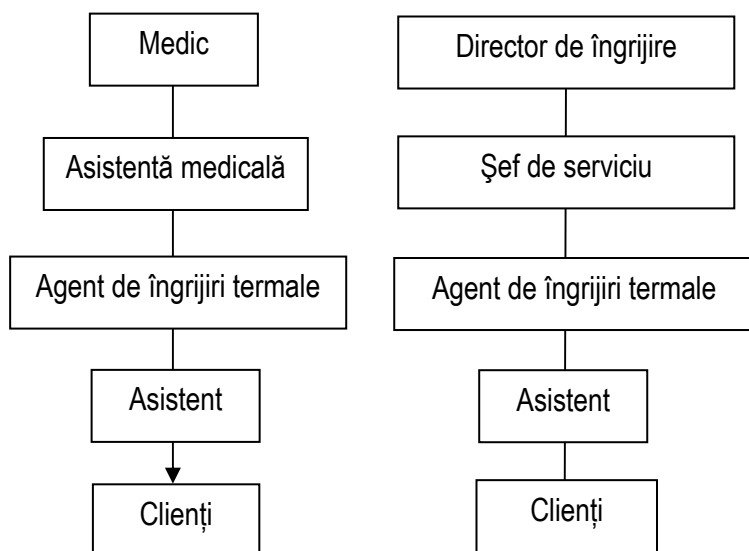 Medic
Asistentă medicală
Agent de îngrijiri termale
Asistent
Clienți
Director de îngrijire
Şef de serviciu
Agent de îngrijiri termale
Asistent
Clienți